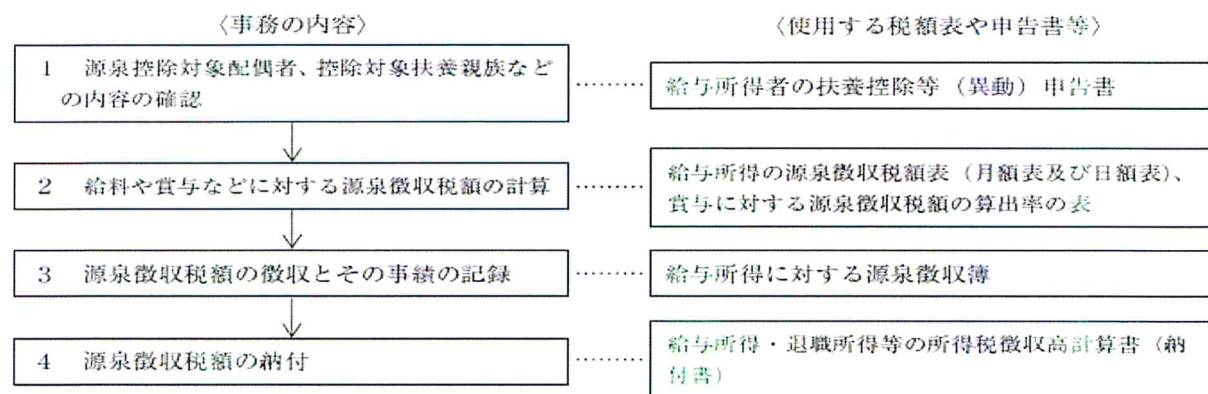 〈事務の内容〉
〈使用する税額表や申告書等〉
1 源泉控除対象配偶者、控除対象扶養親族など
の内容の確認
給与所得者の扶養控除等（異動）申告書
2 給料や賞与などに対する源泉徴収税額の計算
給与所得の源泉徴収税額表（月額表及び日額表）、
賞与に対する源泉徴収税額の算出率の表
3 源泉徴収税額の徴収とその事績の記録
給与所得に対する源泉徴収簿
4 源泉徴収税額の納付
給与所得・退職所得等の所得税徴収高計算書（納
付書）